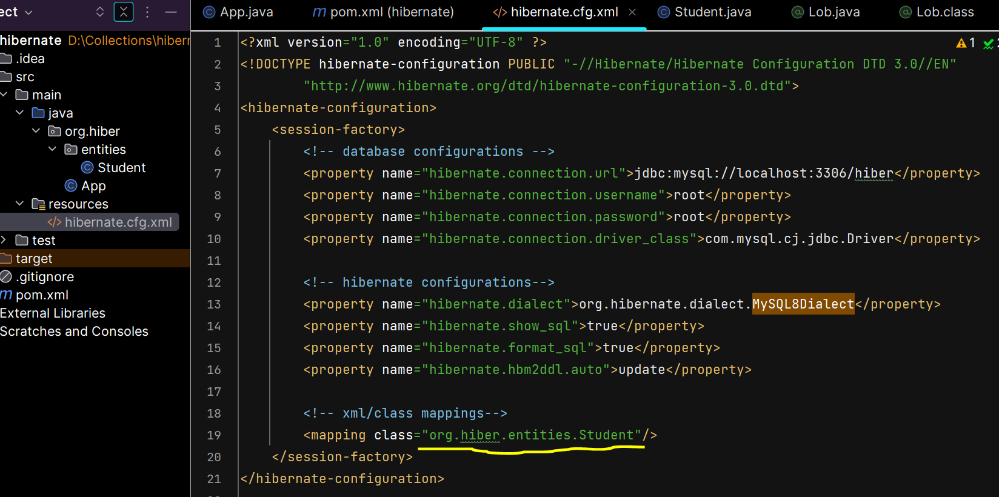 ect
hibernate D:\Collections\hiber
.idea
src
main
java
org.hiber
entities
Student
App
resources
hibernate.cfg.xml
test
target
.gitignore
pom.xml
External Libraries
Scratches and Consoles
App.java
pom.xml (hibernate)
hibernate.cfg.xml
Student.java
Lob.java
Lob.class
1 <?xml version="1.0" encoding="UTF-8" ?>
1
2 <!DOCTYPE hibernate-configuration PUBLIC "-//Hibernate/Hibernate Configuration DTD 3.0//EN"
3 "http://www.hibernate.org/dtd/hibernate-configuration-3.0.dtd">
4 <hibernate-configuration>
5 <session-factory>
6 <!-- database configurations -->
7 <property name="hibernate.connection.url">jdbc:mysql://localhost:3306/hiber</property>
8 <property name="hibernate.connection.username">root</property>
9 <property name="hibernate.connection.password">root</property>
10 <property name="hibernate.connection.driver_class">com.mysql.cj.jdbc.Driver</property>
11
12 <!-- hibernate configurations-->
13 <property name="hibernate.dialect">org.hibernate.dialect.MySQL8Dialect</property>
14 <property name="hibernate.show_sql">true</property>
15 <property name="hibernate.format_sql">true</property>
16 <property name="hibernate.hbm2ddl.auto">update</property>
17
18 <!-- xml/class mappings-->
19 <mapping class="org.hiber.entities.Student"/>
20 </session-factory>
21 </hibernate-configuration>